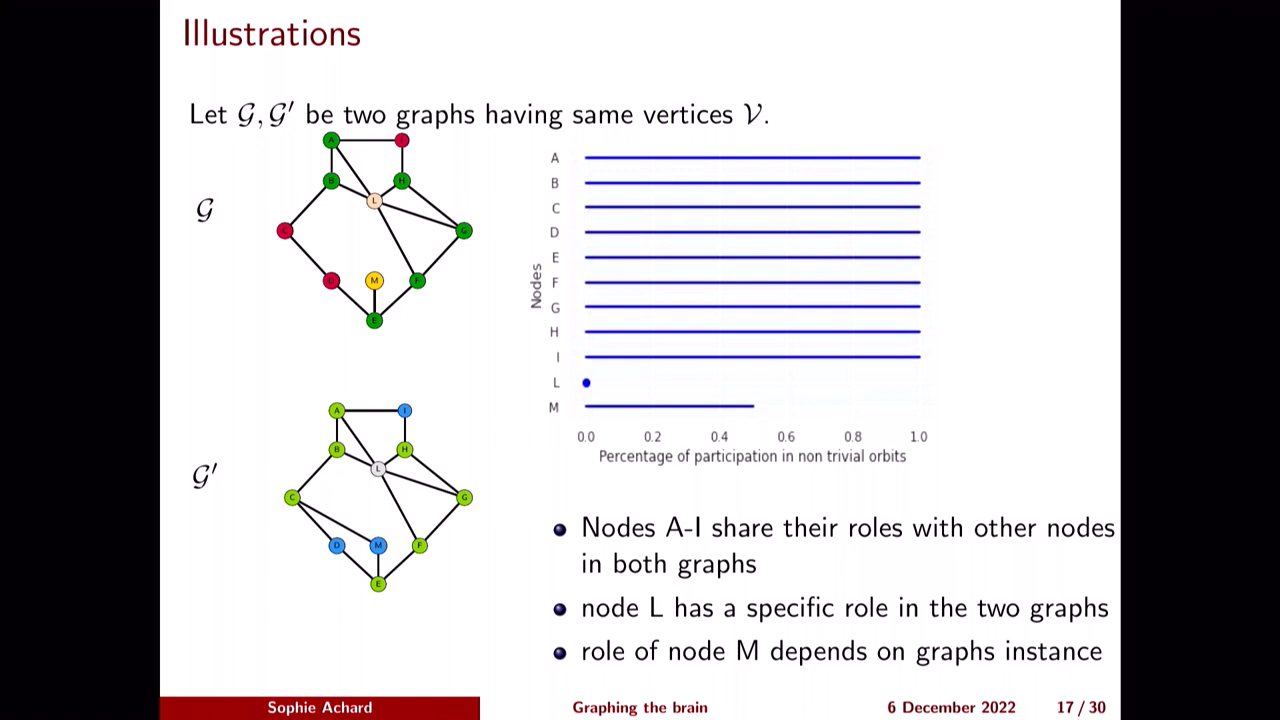 Illustrations
Let 𝒢, 𝒢′ be two graphs having same vertices 𝒱.
𝒢
A
I
B
H
L
C
G
D
M
F
E
𝒢′
A
I
B
H
L
C
G
D
M
F
E
Nodes
A
B
C
D
E
F
G
H
I
L
M
0.0 0.2 0.4 0.6 0.8 1.0
Percentage of participation in non trivial orbits
Nodes A-I share their roles with other nodes
in both graphs
node L has a specific role in the two graphs
role of node M depends on graphs instance
Sophie Achard Graphing the brain 6 December 2022 17 / 30